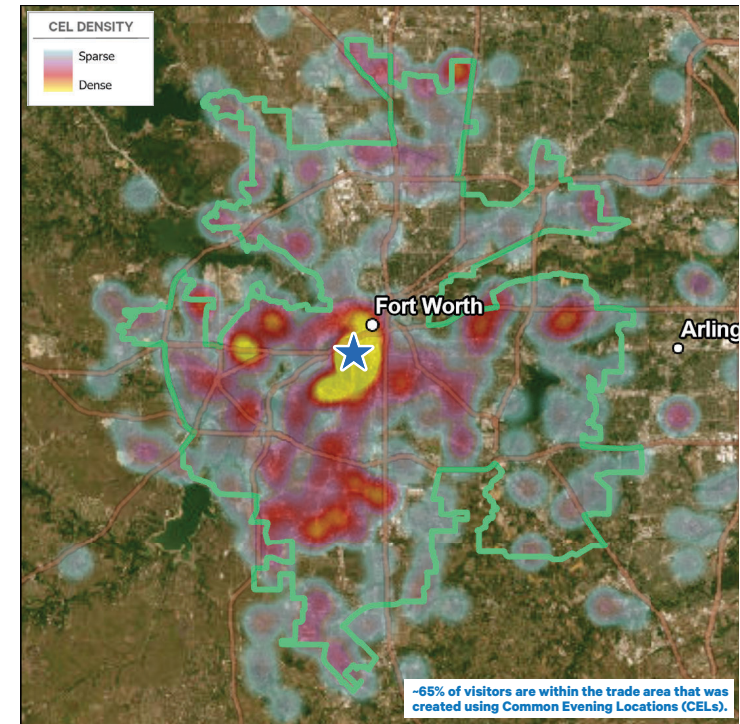 CEL DENSITY
Sparse
Dense
Fort Worth
Arling
~65% of visitors are within the trade area that was
created using Common Evening Locations (CELs).